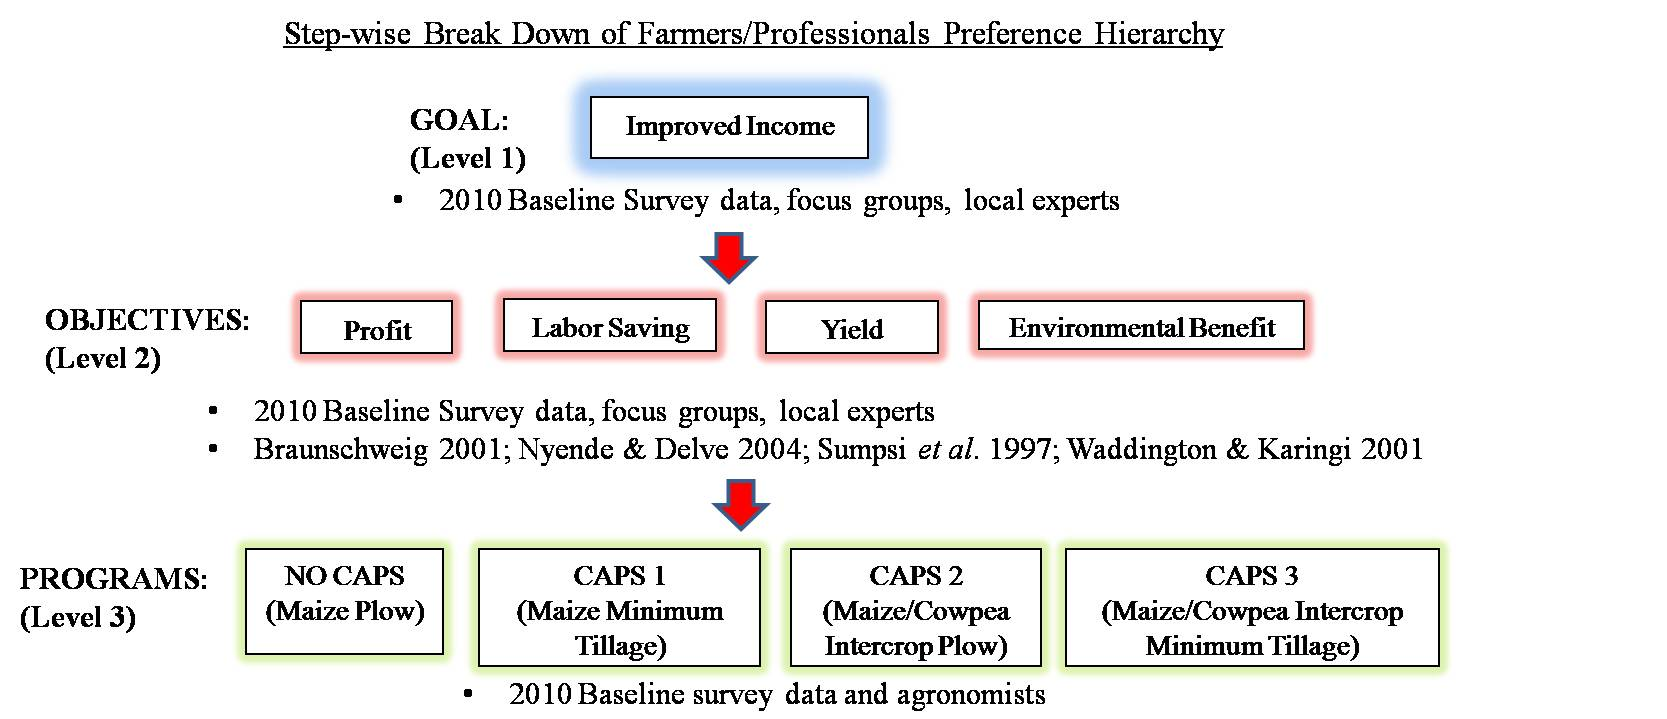 Step-wise Break Down of Farmers/Professionals Preference Hierarchy
GOAL:
(Level 1)
Improved Income
• 2010 Baseline Survey data, focus groups, local experts
OBJECTIVES:
(Level 2)
Profit
Labor Saving
Yield
Environmental Benefit
• 2010 Baseline Survey data, focus groups, local experts
• Braunschweig 2001; Nyende & Delve 2004; Sumpsi et al. 1997; Waddington & Karingi 2001
PROGRAMS:
(Level 3)
NO CAPS
(Maize Plow)
CAPS 1
(Maize Minimum
Tillage)
CAPS 2
(Maize/Cowpea
Intercrop Plow)
CAPS 3
(Maize/Cowpea Intercrop
Minimum Tillage)
• 2010 Baseline survey data and agronomists